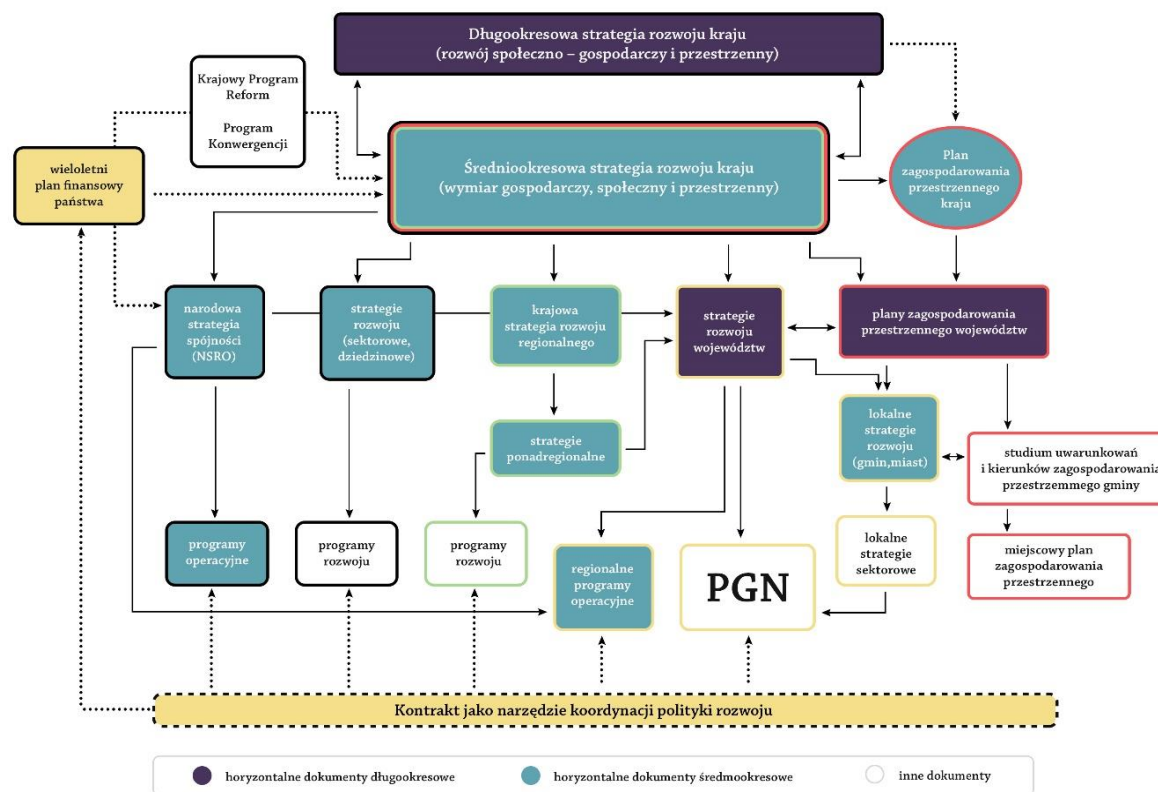 Długookresowa strategia rozwoju kraju
(rozwój społeczno – gospodarczy i przestrzenny)
Krajowy Program
Reform
Program
Konwergencji
wieloletni
plan finansowy
państwa
Średniookresowa strategia rozwoju kraju
(wymiar gospodarczy, społeczny i przestrzenny)
Plan
zagospodarowania
przestrzennego
kraju
narodowa
strategia
spójności
(NSRO)
strategie
rozwoju
(sektorowe,
dziedzinowe)
krajowa
strategia rozwoju
regionalnego
strategie
rozwoju
województw
plany zagospodarowania
przestrzennego województw
strategie
ponadregionalne
lokalne
strategie
rozwoju
(gmin,miast)
studium uwarunkowań
i kierunków zagospodarowania
przestrzemmego gminy
programy
operacyjne
programy
rozwoju
programy
rozwoju
regionalne
programy
operacyjne
PGN
lokalne
strategie
sektorowe
miejscowy plan
zagospodarowania
przestrzennego
Kontrakt jako narzędzie koordynacji polityki rozwoju
horyzontalne dokumenty długookresowe
horyzontalne dokumenty średmookresowe
inne dokumenty